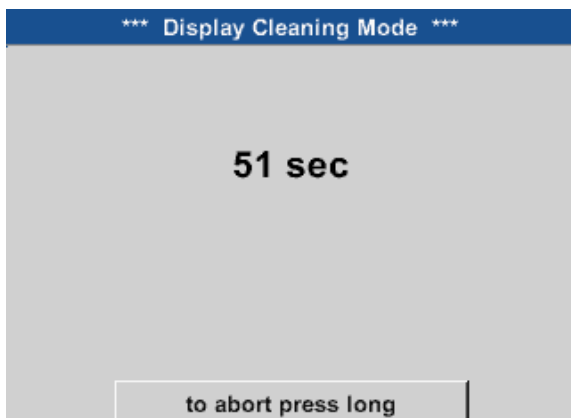 *** Display Cleaning Mode ***
51 sec
to abort press long